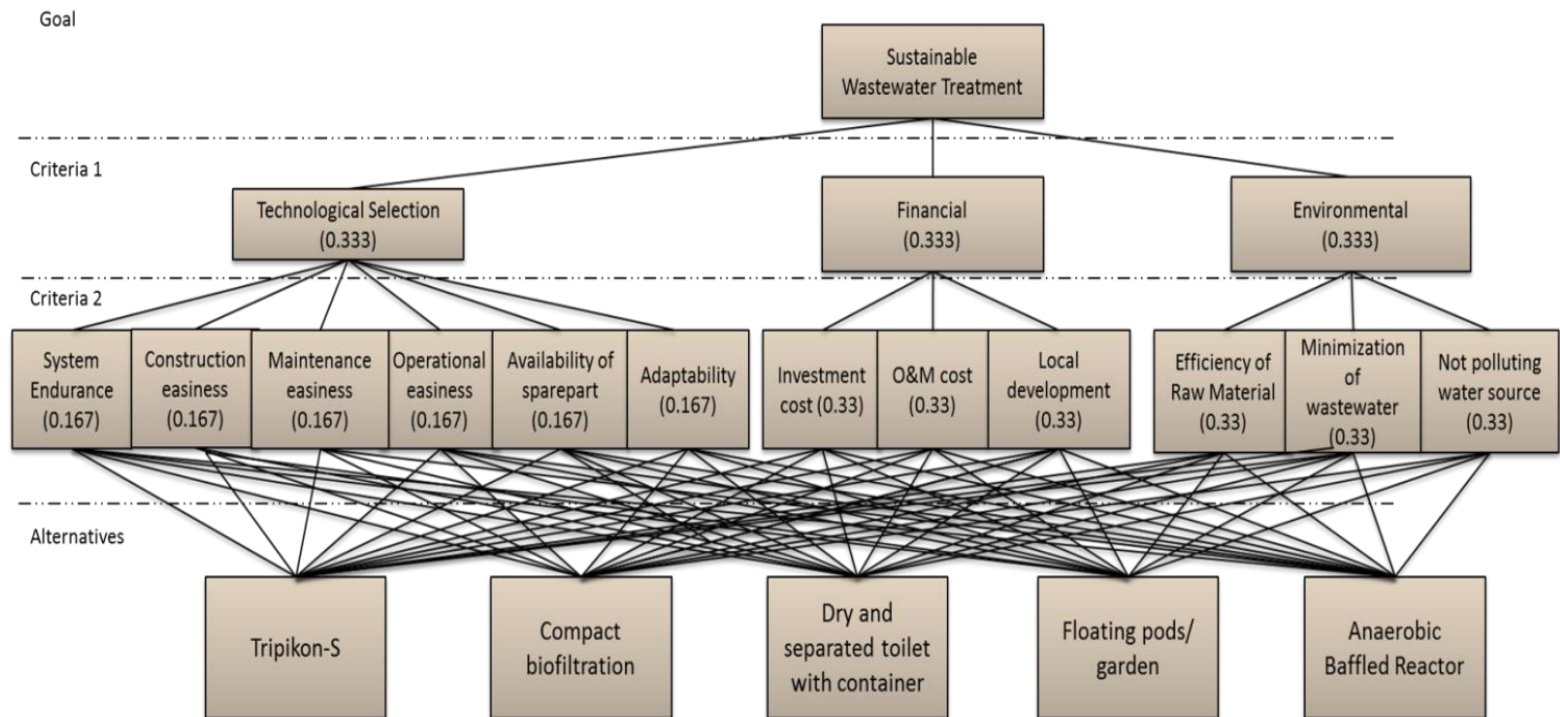 Goal
Sustainable
Wastewater Treatment
Criteria 1
Technological Selection
(0.333)
Financial
(0.333)
Environmental
(0.333)
Criteria 2
System
Endurance
(0.167)
Construction
easiness
(0.167)
Maintenance
easiness
(0.167)
Operational
easiness
(0.167)
Availability of
sparepart
(0.167)
Adaptability
(0.167)
Investment
cost (0.33)
O&M cost
(0.33)
Local
development
(0.33)
Efficiency of
Raw Material
(0.33)
Minimization
of
wastewater
(0.33)
Not polluting
water source
(0.33)
Alternatives
Tripikon-S
Compact
biofiltration
Dry and
separated toilet
with container
Floating pods/
garden
Anaerobic
Baffled Reactor